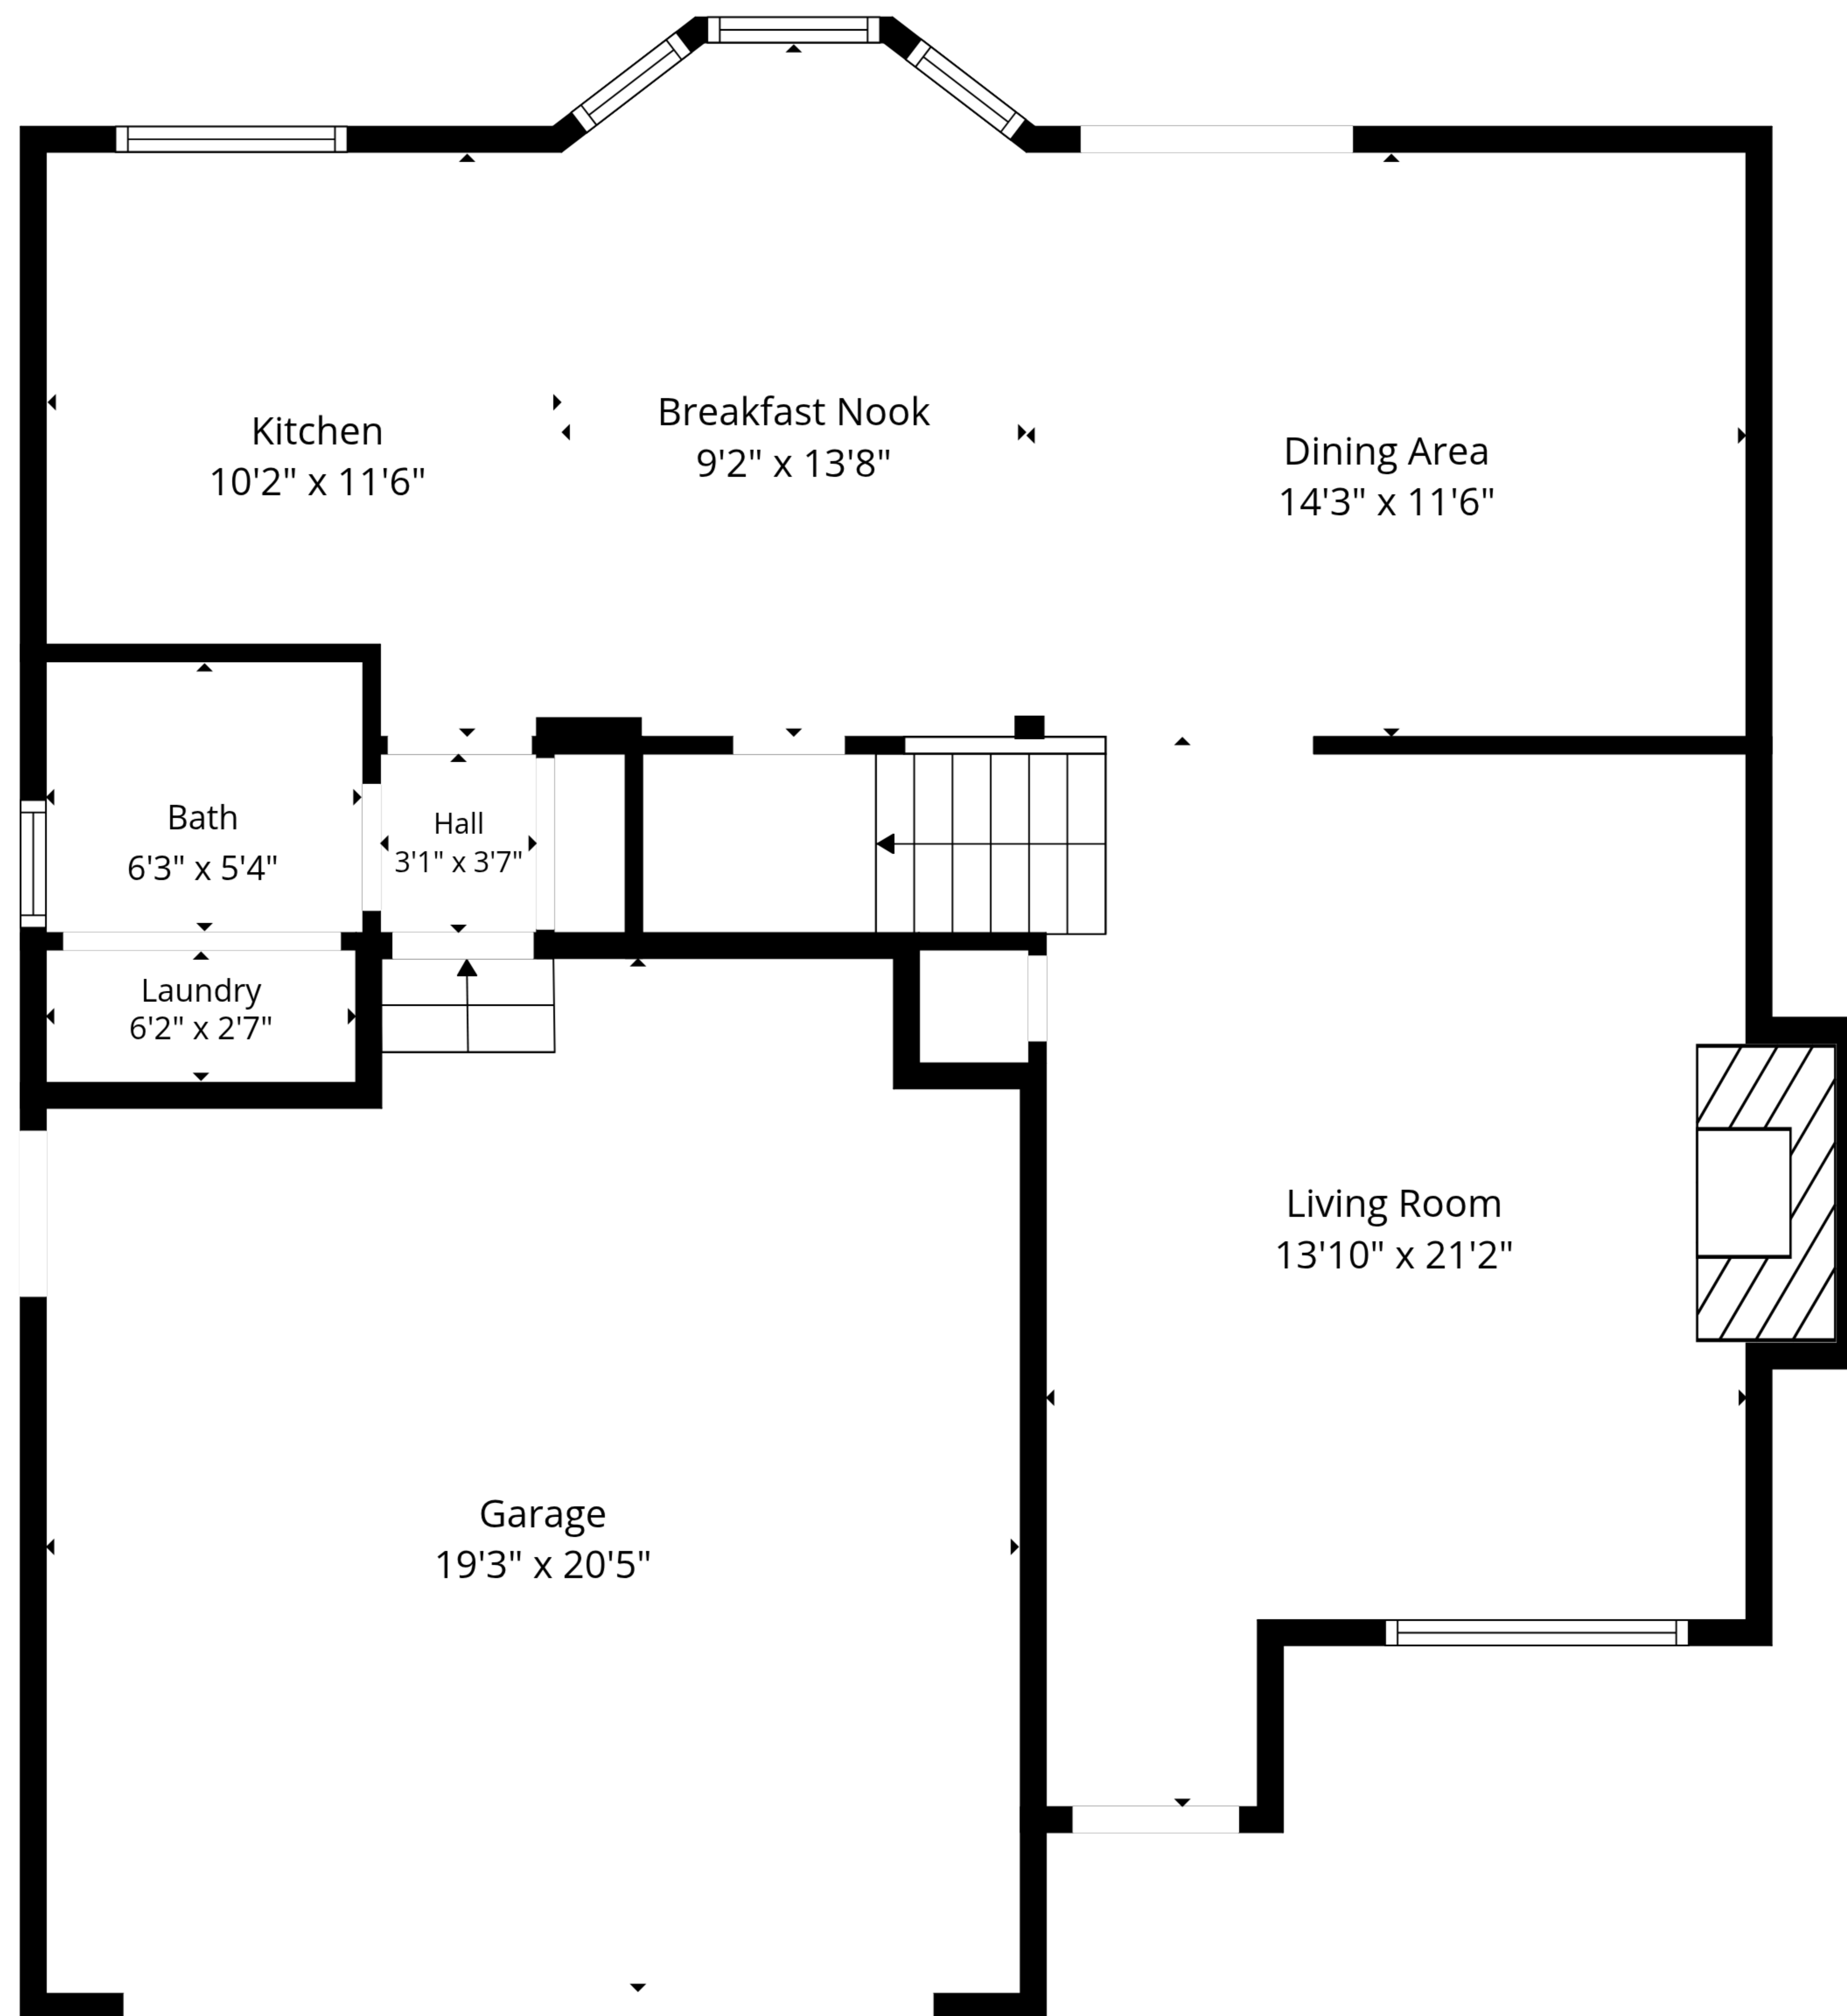 Kitchen
10'2" x 11'6"
Breakfast Nook
9'2" x 13'8"
Dining Area
14'3" x 11'6"
Bath
6'3" x 5'4"
Hall
3'1" x 3'7"
Laundry
6'2" x 2'7"
Living Room
13'10" x 21'2"
Garage
19'3" x 20'5"